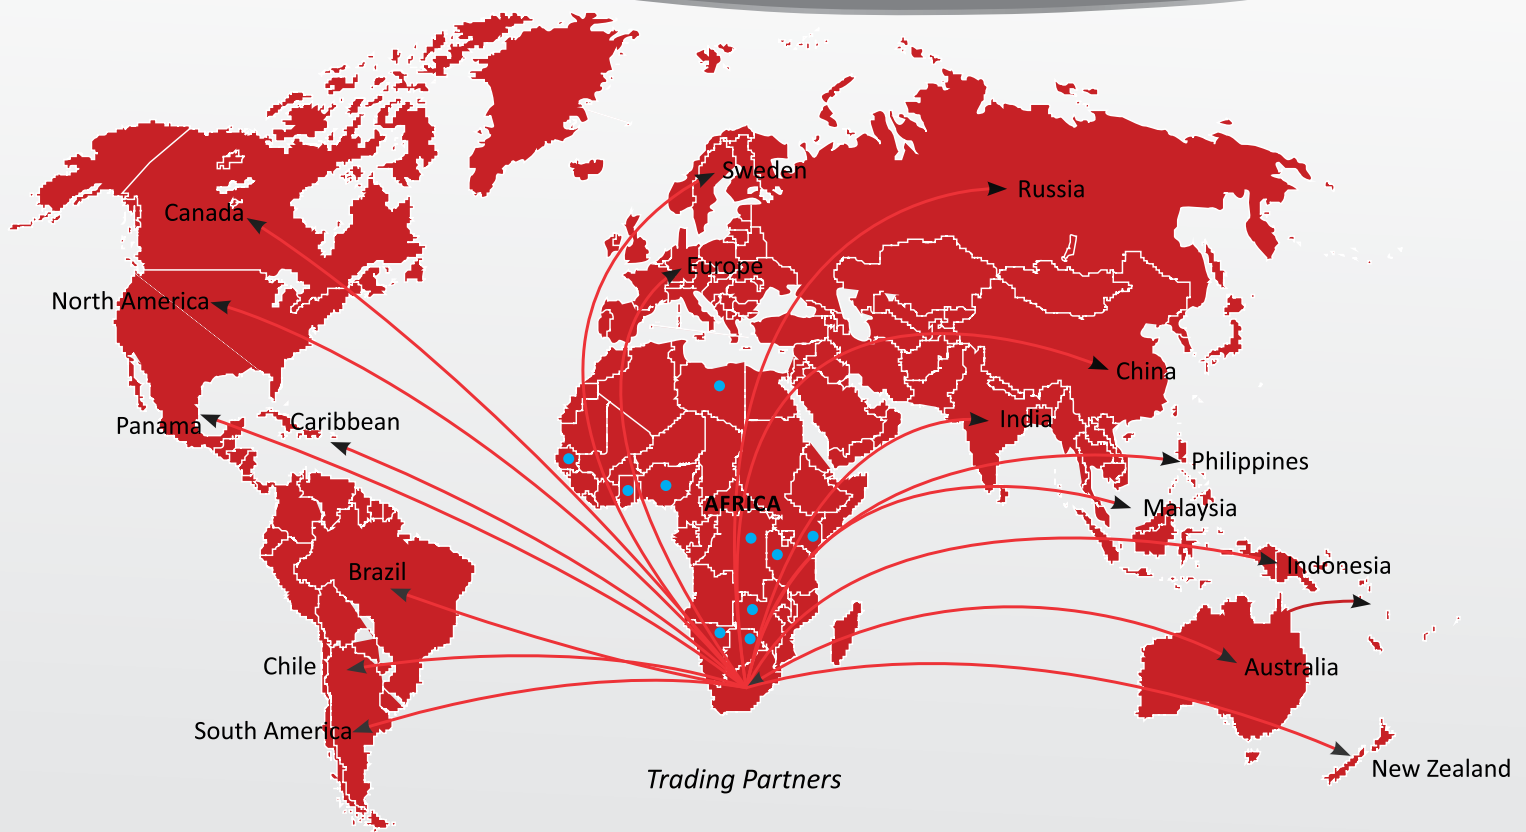 Sweden
Russia
Canada
Europe
North America
China
Panama
Caribbean
India
Philippines
AFRICA
Malaysia
Brazil
Indonesia
Chile
Australia
South America
New Zealand
Trading Partners